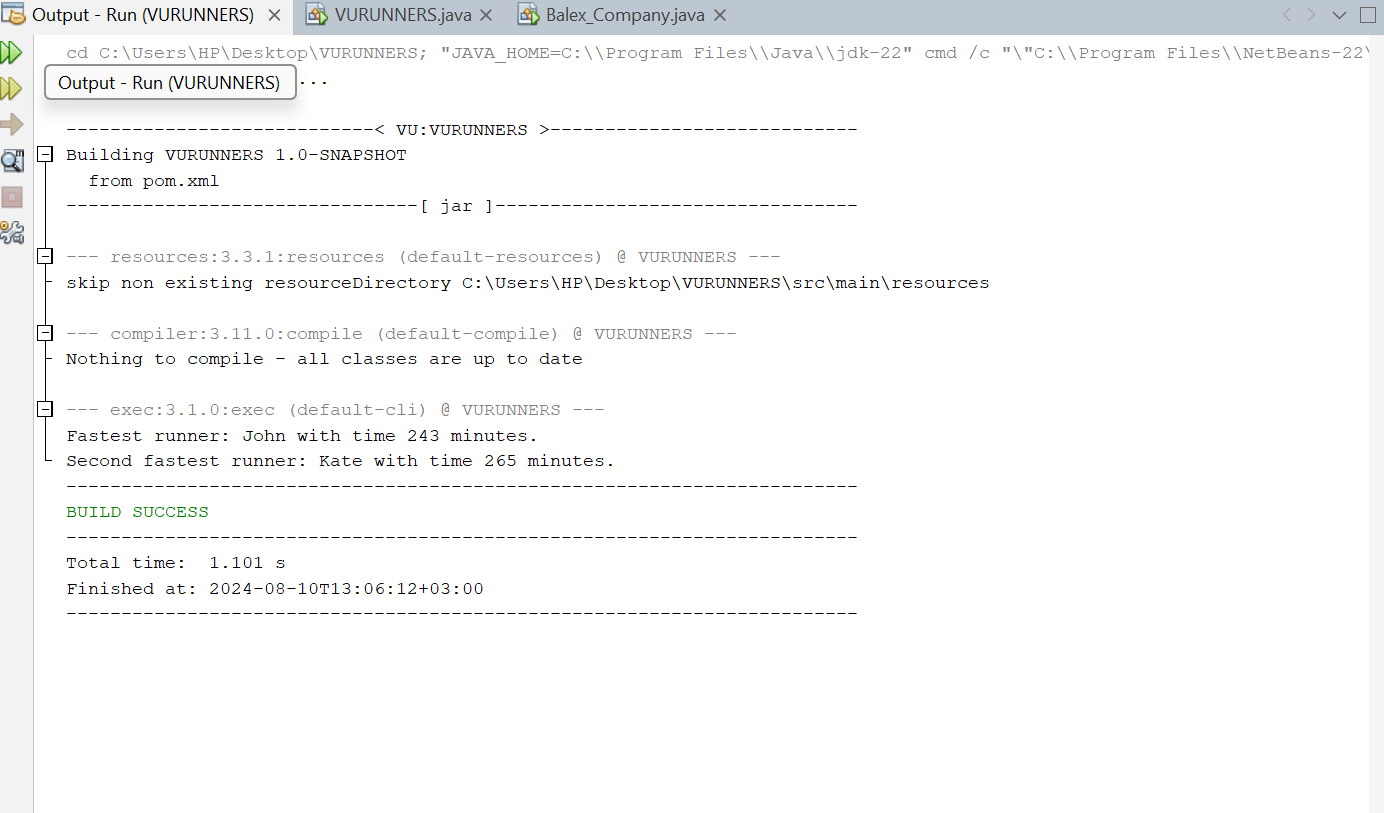 Output - Run (VURUNNERS)
VURUNNERS.java
Balex_Company.java
cd C:\Users\HP\Desktop\VURUNNERS; "JAVA_HOME=C:\\Program Files\\Java\\jdk-22" cmd /c "\"C:\\Program Files\\NetBeans-22\
Output - Run (VURUNNERS)
...
----------------------------< VU:VURUNNERS >----------------------------
Building VURUNNERS 1.0-SNAPSHOT
from pom.xml
--------------------------------[ jar ]---------------------------------
--- resources:3.3.1:resources (default-resources) @ VURUNNERS ---
skip non existing resourceDirectory C:\Users\HP\Desktop\VURUNNERS\src\main\resources
--- compiler:3.11.0:compile (default-compile) @ VURUNNERS ---
Nothing to compile - all classes are up to date
--- exec:3.1.0:exec (default-cli) @ VURUNNERS ---
Fastest runner: John with time 243 minutes.
Second fastest runner: Kate with time 265 minutes.
------------------------------------------------------------------------
BUILD SUCCESS
------------------------------------------------------------------------
Total time:  1.101 s
Finished at: 2024-08-10T13:06:12+03:00
------------------------------------------------------------------------